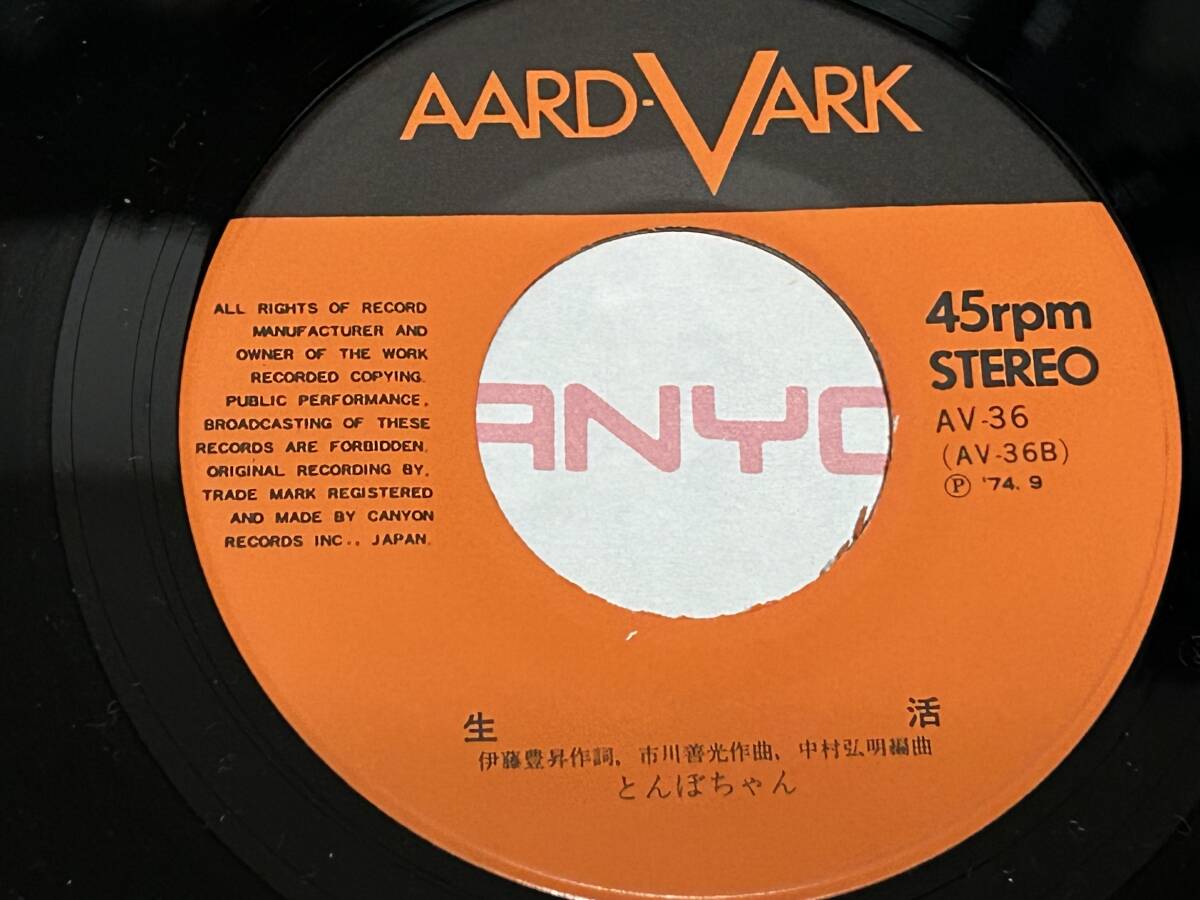 AARD-VARK
ALL RIGHTS OF RECORD
MANUFACTURER AND
OWNER OF THE WORK
RECORDED COPYING.
PUBLIC PERFORMANCE,
BROADCASTING OF THESE
RECORDS ARE FORBIDDEN.
ORIGINAL RECORDING BY,
TRADE MARK REGISTERED
AND MADE BY CANYON
RECORDS INC., JAPAN.
ANYO
45rpm
STEREO
AV-36
(AV-36B)
Ⓟ '74. 9
生 活
伊藤豊昇作詞, 市川善光作曲, 中村弘明編曲
とんぼちゃん